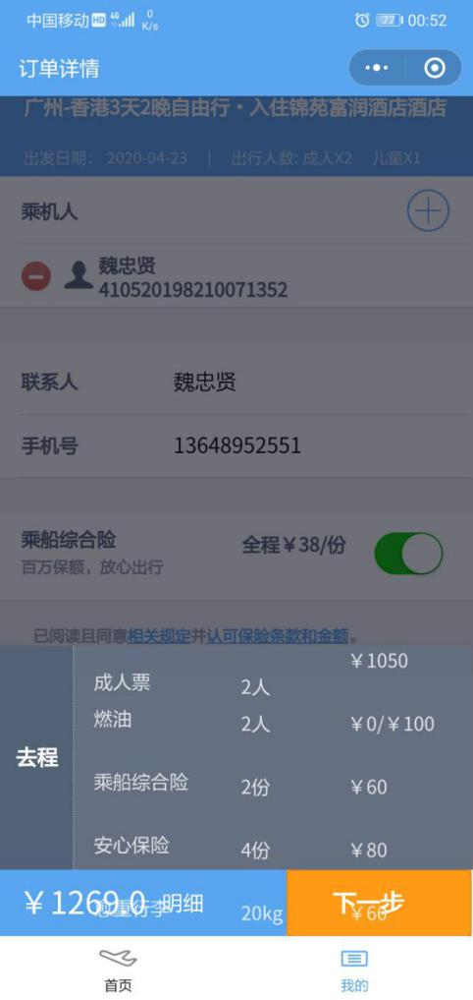 中国移动 HD 4G 0 K/s 77 00:52
订单详情
广州-香港3天2晚自由行·入住锦苑富润酒店酒店
出发日期： 2020-04-23 | 出行人数: 成人X2 儿童X1
乘机人
魏忠贤
410520198210071352
联系人 魏忠贤
手机号 13648952551
乘船综合险 全程￥38/份
百万保额，放心出行
已阅读且同意相关规定并认可保险条款和金额。
去程
成人票 2人 ￥1050
燃油 2人 ￥0/￥100
乘船综合险 2份 ￥60
安心保险 4份 ￥80
￥1269.0 明细 下一步
重行李 20kg ￥60
首页 我的